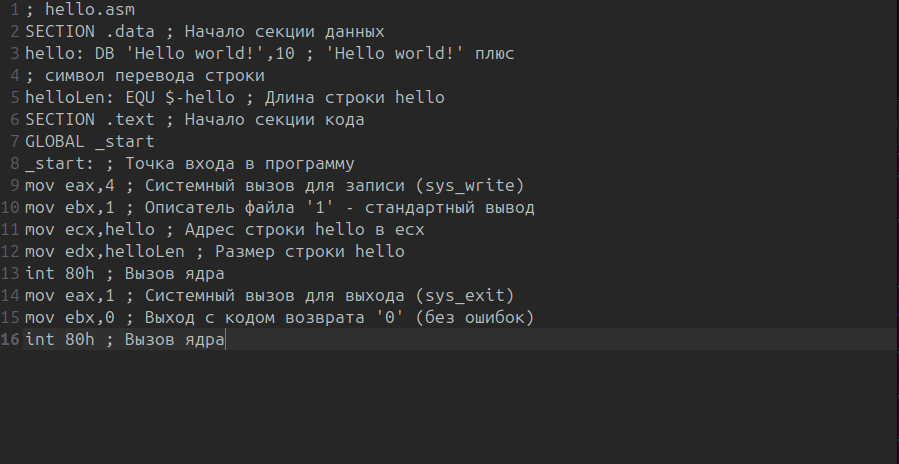 1 ; hello.asm
2 SECTION .data ; Начало секции данных
3 hello: DB 'Hello world!',10 ; 'Hello world!' плюс
4 ; символ перевода строки
5 helloLen: EQU $-hello ; Длина строки hello
6 SECTION .text ; Начало секции кода
7 GLOBAL _start
8 _start: ; Точка входа в программу
9 mov eax,4 ; Системный вызов для записи (sys_write)
10 mov ebx,1 ; Описатель файла '1' - стандартный вывод
11 mov ecx,hello ; Адрес строки hello в ecx
12 mov edx,helloLen ; Размер строки hello
13 int 80h ; Вызов ядра
14 mov eax,1 ; Системный вызов для выхода (sys_exit)
15 mov ebx,0 ; Выход с кодом возврата '0' (без ошибок)
16 int 80h ; Вызов ядра